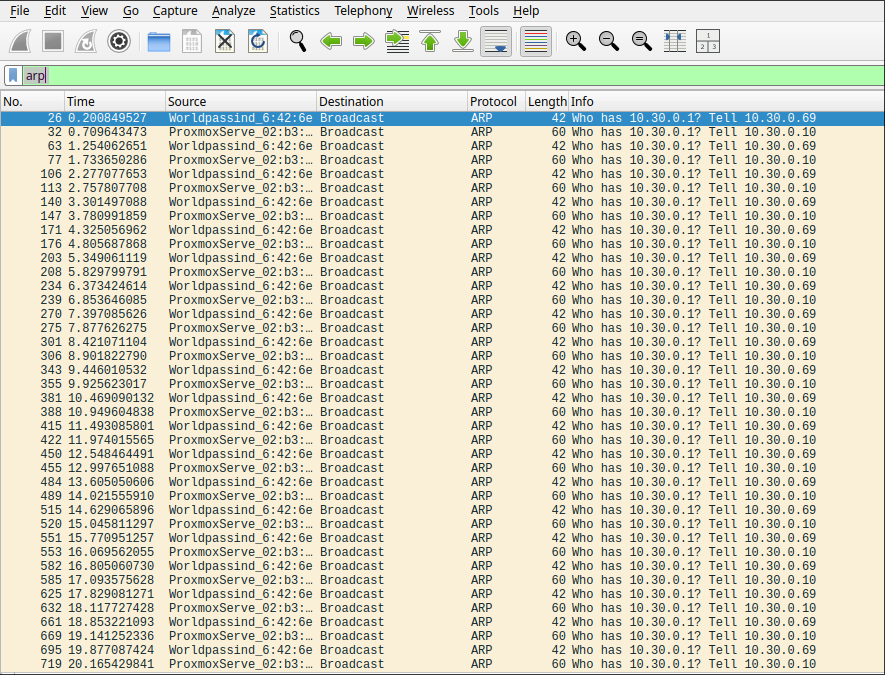 File Edit View Go Capture Analyze Statistics Telephony Wireless Tools Help
arp
No. Time Source Destination Protocol Length Info
26 0.200849527 Worldpassind_6:42:6e Broadcast ARP 42 Who has 10.30.0.1? Tell 10.30.0.69
32 0.709643473 ProxmoxServe_02:b3:… Broadcast ARP 60 Who has 10.30.0.1? Tell 10.30.0.10
63 1.254062651 Worldpassind_6:42:6e Broadcast ARP 42 Who has 10.30.0.1? Tell 10.30.0.69
77 1.733650286 ProxmoxServe_02:b3:… Broadcast ARP 60 Who has 10.30.0.1? Tell 10.30.0.10
106 2.277077653 Worldpassind_6:42:6e Broadcast ARP 42 Who has 10.30.0.1? Tell 10.30.0.69
113 2.757807708 ProxmoxServe_02:b3:… Broadcast ARP 60 Who has 10.30.0.1? Tell 10.30.0.10
140 3.301497088 Worldpassind_6:42:6e Broadcast ARP 42 Who has 10.30.0.1? Tell 10.30.0.69
147 3.780991859 ProxmoxServe_02:b3:… Broadcast ARP 60 Who has 10.30.0.1? Tell 10.30.0.10
171 4.325056962 Worldpassind_6:42:6e Broadcast ARP 42 Who has 10.30.0.1? Tell 10.30.0.69
176 4.805687868 ProxmoxServe_02:b3:… Broadcast ARP 60 Who has 10.30.0.1? Tell 10.30.0.10
203 5.349061119 Worldpassind_6:42:6e Broadcast ARP 42 Who has 10.30.0.1? Tell 10.30.0.69
208 5.829799791 ProxmoxServe_02:b3:… Broadcast ARP 60 Who has 10.30.0.1? Tell 10.30.0.10
234 6.373424614 Worldpassind_6:42:6e Broadcast ARP 42 Who has 10.30.0.1? Tell 10.30.0.69
239 6.853646085 ProxmoxServe_02:b3:… Broadcast ARP 60 Who has 10.30.0.1? Tell 10.30.0.10
270 7.397085626 Worldpassind_6:42:6e Broadcast ARP 42 Who has 10.30.0.1? Tell 10.30.0.69
275 7.877626275 ProxmoxServe_02:b3:… Broadcast ARP 60 Who has 10.30.0.1? Tell 10.30.0.10
301 8.421071104 Worldpassind_6:42:6e Broadcast ARP 42 Who has 10.30.0.1? Tell 10.30.0.69
306 8.901822790 ProxmoxServe_02:b3:… Broadcast ARP 60 Who has 10.30.0.1? Tell 10.30.0.10
343 9.446010532 Worldpassind_6:42:6e Broadcast ARP 42 Who has 10.30.0.1? Tell 10.30.0.69
355 9.925623017 ProxmoxServe_02:b3:… Broadcast ARP 60 Who has 10.30.0.1? Tell 10.30.0.10
381 10.469090132 Worldpassind_6:42:6e Broadcast ARP 42 Who has 10.30.0.1? Tell 10.30.0.69
388 10.949604838 ProxmoxServe_02:b3:… Broadcast ARP 60 Who has 10.30.0.1? Tell 10.30.0.10
415 11.493085801 Worldpassind_6:42:6e Broadcast ARP 42 Who has 10.30.0.1? Tell 10.30.0.69
422 11.974015565 ProxmoxServe_02:b3:… Broadcast ARP 60 Who has 10.30.0.1? Tell 10.30.0.10
450 12.548464491 Worldpassind_6:42:6e Broadcast ARP 42 Who has 10.30.0.1? Tell 10.30.0.69
455 12.997651088 ProxmoxServe_02:b3:… Broadcast ARP 60 Who has 10.30.0.1? Tell 10.30.0.10
484 13.605050606 Worldpassind_6:42:6e Broadcast ARP 42 Who has 10.30.0.1? Tell 10.30.0.69
489 14.021555910 ProxmoxServe_02:b3:… Broadcast ARP 60 Who has 10.30.0.1? Tell 10.30.0.10
515 14.629065896 Worldpassind_6:42:6e Broadcast ARP 42 Who has 10.30.0.1? Tell 10.30.0.69
520 15.045811297 ProxmoxServe_02:b3:… Broadcast ARP 60 Who has 10.30.0.1? Tell 10.30.0.10
551 15.770951257 Worldpassind_6:42:6e Broadcast ARP 42 Who has 10.30.0.1? Tell 10.30.0.69
553 16.069562055 ProxmoxServe_02:b3:… Broadcast ARP 60 Who has 10.30.0.1? Tell 10.30.0.10
582 16.805060730 Worldpassind_6:42:6e Broadcast ARP 42 Who has 10.30.0.1? Tell 10.30.0.69
585 17.093575628 ProxmoxServe_02:b3:… Broadcast ARP 60 Who has 10.30.0.1? Tell 10.30.0.10
625 17.829081271 Worldpassind_6:42:6e Broadcast ARP 42 Who has 10.30.0.1? Tell 10.30.0.69
632 18.117727428 ProxmoxServe_02:b3:… Broadcast ARP 60 Who has 10.30.0.1? Tell 10.30.0.10
661 18.853221093 Worldpassind_6:42:6e Broadcast ARP 42 Who has 10.30.0.1? Tell 10.30.0.69
669 19.141252336 ProxmoxServe_02:b3:… Broadcast ARP 60 Who has 10.30.0.1? Tell 10.30.0.10
695 19.877087424 Worldpassind_6:42:6e Broadcast ARP 42 Who has 10.30.0.1? Tell 10.30.0.69
719 20.165429841 ProxmoxServe_02:b3:… Broadcast ARP 60 Who has 10.30.0.1? Tell 10.30.0.10